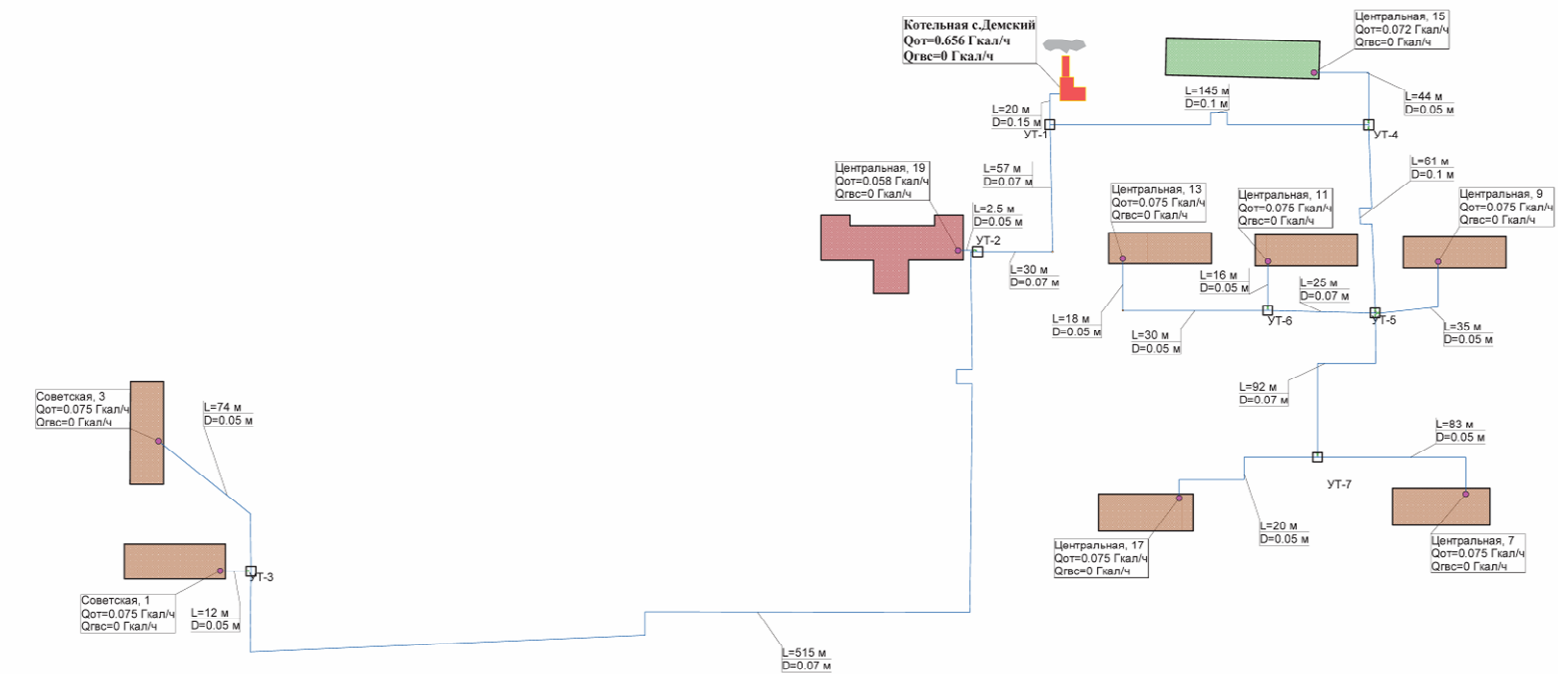 Котельная с.Демский
Qот=0.656 Гкал/ч
Qгвс=0 Гкал/ч
Центральная, 15
Qот=0.072 Гкал/ч
Qгвс=0 Гкал/ч
L=145 м
D=0.1 м
L=44 м
D=0.05 м
L=20 м
D=0.15 м
УТ-1
УТ-4
Центральная, 19
Qот=0.058 Гкал/ч
Qгвс=0 Гкал/ч
L=57 м
D=0.07 м
L=61 м
D=0.1 м
Центральная, 13
Qот=0.075 Гкал/ч
Qгвс=0 Гкал/ч
Центральная, 11
Qот=0.075 Гкал/ч
Qгвс=0 Гкал/ч
Центральная, 9
Qот=0.075 Гкал/ч
Qгвс=0 Гкал/ч
L=2.5 м
D=0.05 м
УТ-2
L=30 м
D=0.07 м
L=16 м
D=0.05 м
L=25 м
D=0.07 м
L=18 м
D=0.05 м
L=30 м
D=0.05 м
УТ-6
УТ-5
L=35 м
D=0.05 м
L=92 м
D=0.07 м
Советская, 3
Qот=0.075 Гкал/ч
Qгвс=0 Гкал/ч
L=74 м
D=0.05 м
L=83 м
D=0.05 м
УТ-7
L=20 м
D=0.05 м
Центральная, 17
Qот=0.075 Гкал/ч
Qгвс=0 Гкал/ч
Центральная, 7
Qот=0.075 Гкал/ч
Qгвс=0 Гкал/ч
УТ-3
Советская, 1
Qот=0.075 Гкал/ч
Qгвс=0 Гкал/ч
L=12 м
D=0.05 м
L=515 м
D=0.07 м